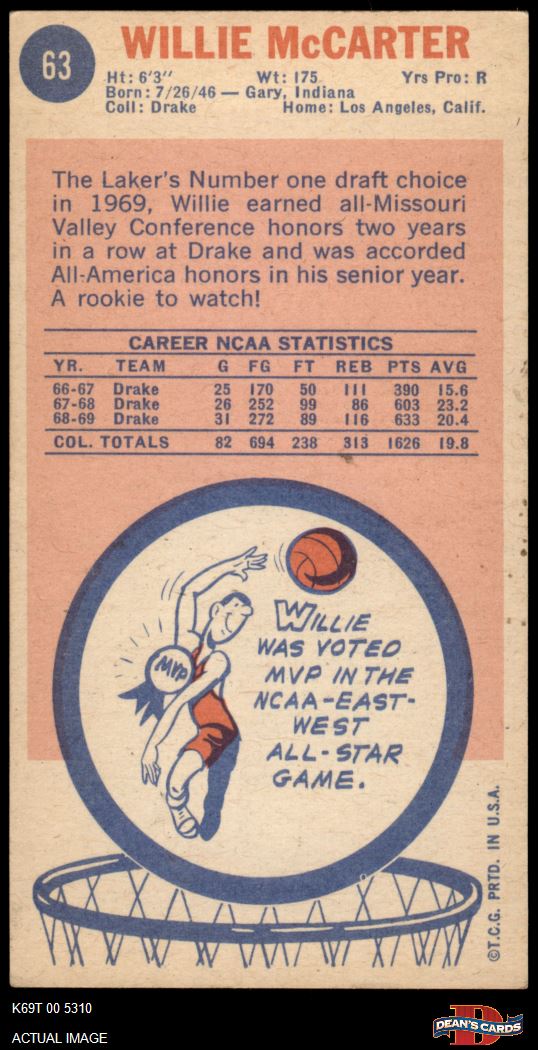 63
WILLIE McCARTER
Ht: 6'3" Wt: 175 Yrs Pro: R
Born: 7/26/46 — Gary, Indiana
Coll: Drake Home: Los Angeles, Calif.
The Laker's Number one draft choice
in 1969, Willie earned all-Missouri
Valley Conference honors two years
in a row at Drake and was accorded
All-America honors in his senior year.
A rookie to watch!
CAREER NCAA STATISTICS
YR. TEAM G FG FT REB PTS AVG
66-67 Drake 25 170 50 111 390 15.6
67-68 Drake 26 252 99 86 603 23.2
68-69 Drake 31 272 89 116 633 20.4
COL. TOTALS 82 694 238 313 1626 19.8
MVP
WILLIE
WAS VOTED
MVP IN THE
NCAA-EAST-
WEST
ALL-STAR
GAME.
©T.C.G. PRTD. IN U.S.A.
K69T 00 5310
ACTUAL IMAGE
D
DEAN'S CARDS